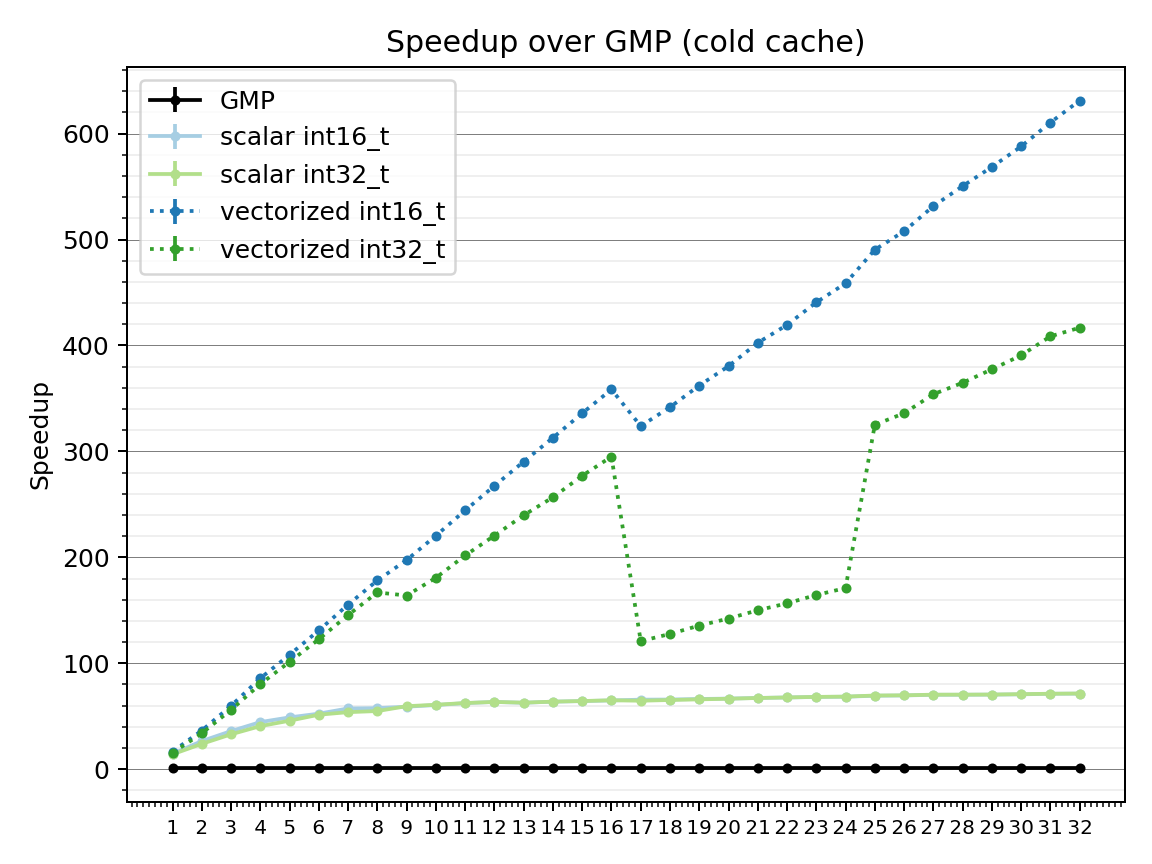 Speedup over GMP (cold cache)
GMP
scalar int16_t
scalar int32_t
vectorized int16_t
vectorized int32_t
Speedup
600
500
400
300
200
100
0
1 2 3 4 5 6 7 8 9 10 11 12 13 14 15 16 17 18 19 20 21 22 23 24 25 26 27 28 29 30 31 32